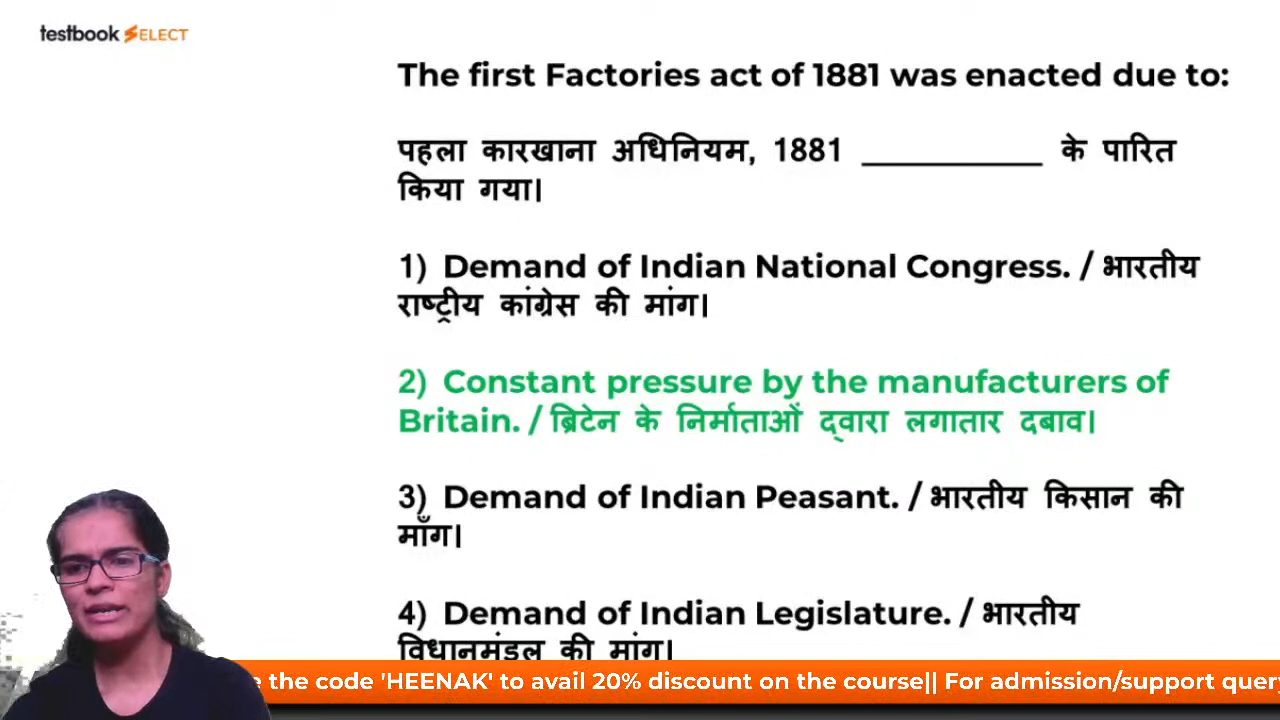 testbook SELECT
The first Factories act of 1881 was enacted due to:
पहला कारखाना अधिनियम, 1881 ____________ के पारित
किया गया।
1) Demand of Indian National Congress. / भारतीय
राष्ट्रीय कांग्रेस की मांग।
2) Constant pressure by the manufacturers of
Britain. / ब्रिटेन के निर्माताओं द्वारा लगातार दबाव।
3) Demand of Indian Peasant. / भारतीय किसान की
माँग।
4) Demand of Indian Legislature. / भारतीय
विधानमंडल की मांग।
the code 'HEENAK' to avail 20% discount on the course|| For admission/support query